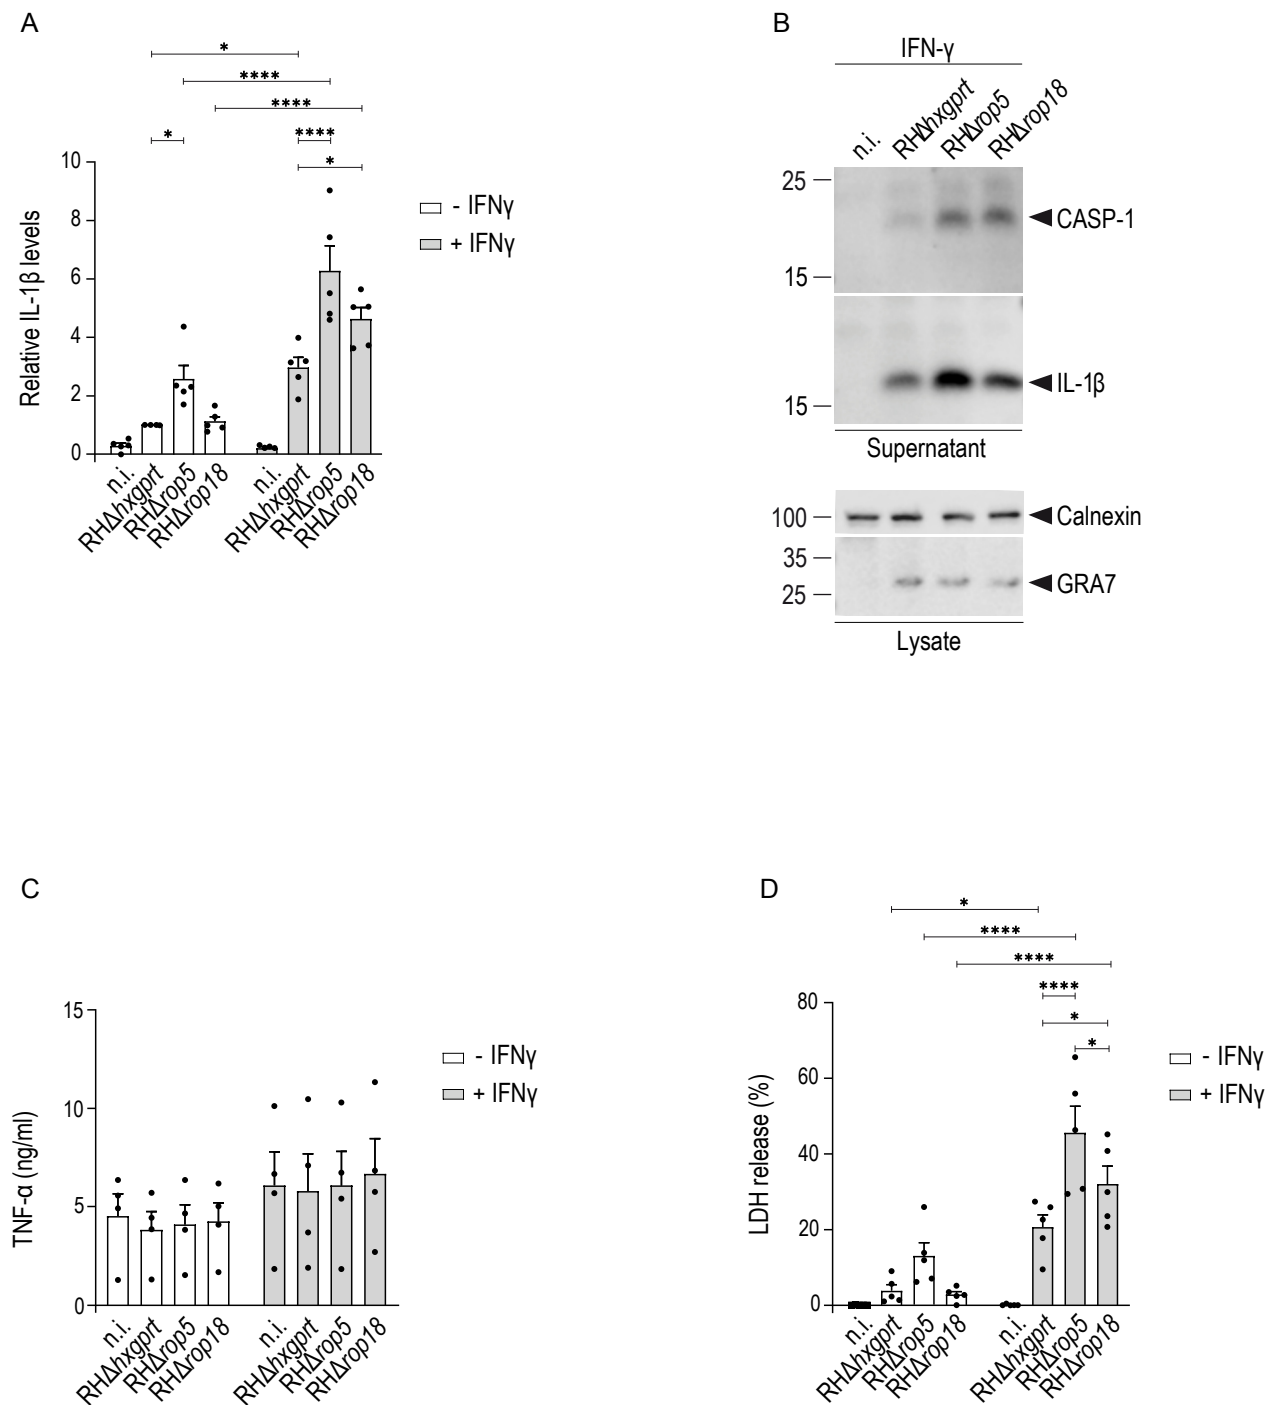 A
*
****
****
*
****
*
10
8
6
4
2
0
Relative IL-1β levels
- IFNγ
+ IFNγ
n.i.
RHΔhxgprt
RHΔrop5
RHΔrop18
n.i.
RHΔhxgprt
RHΔrop5
RHΔrop18
B
IFN-γ
n.i.
RHΔhxgprt
RHΔrop5
RHΔrop18
25
CASP-1
15
IL-1β
15
Supernatant
100
Calnexin
35
25
GRA7
Lysate
C
15
10
5
0
TNF-α (ng/ml)
- IFNγ
+ IFNγ
n.i.
RHΔhxgprt
RHΔrop5
RHΔrop18
n.i.
RHΔhxgprt
RHΔrop5
RHΔrop18
D
*
****
****
****
*
*
80
60
40
20
0
LDH release (%)
- IFNγ
+ IFNγ
n.i.
RHΔhxgprt
RHΔrop5
RHΔrop18
n.i.
RHΔhxgprt
RHΔrop5
RHΔrop18